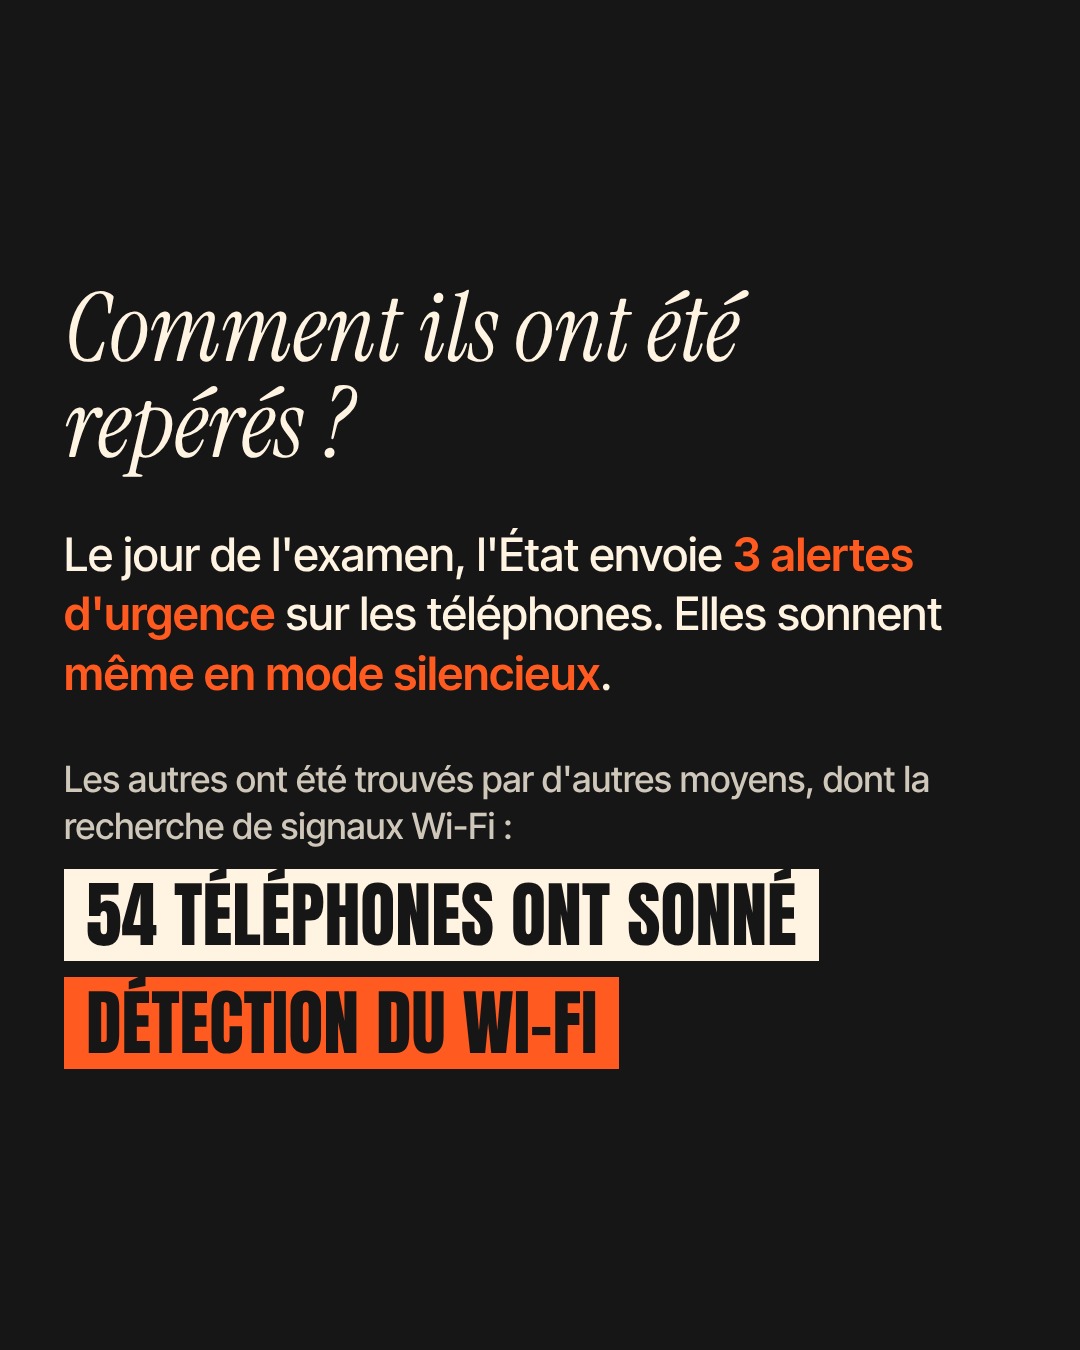 Comment ils ont été
repérés ?
Le jour de l'examen, l'État envoie 3 alertes
d'urgence sur les téléphones. Elles sonnent
même en mode silencieux.
Les autres ont été trouvés par d'autres moyens, dont la
recherche de signaux Wi-Fi :
54 TÉLÉPHONES ONT SONNÉ
DÉTECTION DU WI-FI